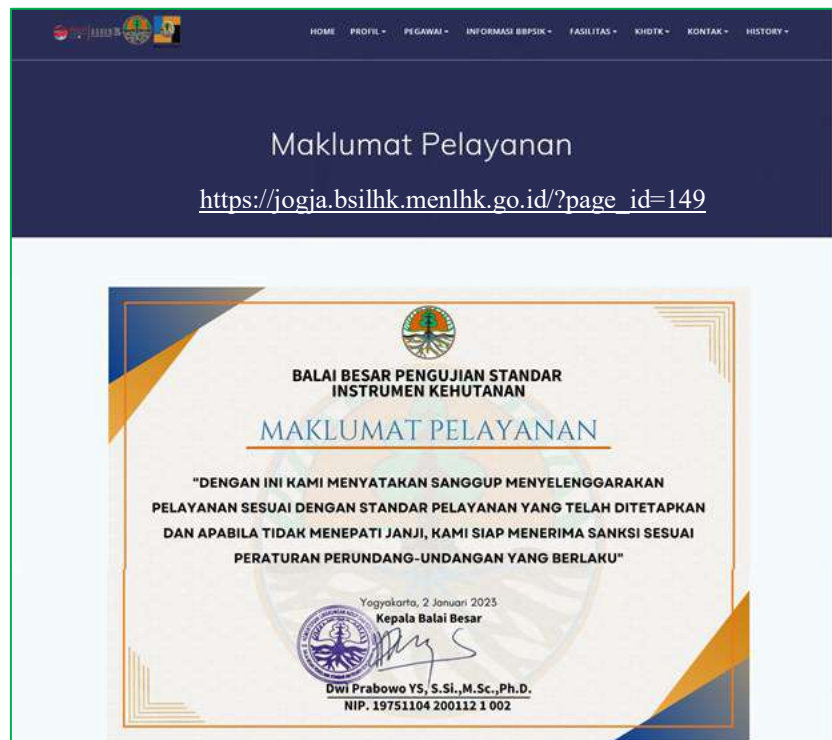 HOME PROFIL PEGAWAI INFORMASI BBPSIK FASILITAS KHDTK KONTAK HISTORY
Maklumat Pelayanan
https://jogja.bsilhk.menlhk.go.id/?page_id=149
BALAI BESAR PENGUJIAN STANDAR
INSTRUMEN KEHUTANAN
MAKLUMAT PELAYANAN
"DENGAN INI KAMI MENYATAKAN SANGGUP MENYELENGGARAKAN
PELAYANAN SESUAI DENGAN STANDAR PELAYANAN YANG TELAH DITETAPKAN
DAN APABILA TIDAK MENEPATI JANJI, KAMI SIAP MENERIMA SANKSI SESUAI
PERATURAN PERUNDANG-UNDANGAN YANG BERLAKU"
Yogyakarta, 2 Januari 2023
Kepala Balai Besar
Dwi Prabowo YS, S.Si.,M.Sc.,Ph.D.
NIP. 19751104 200112 1 002